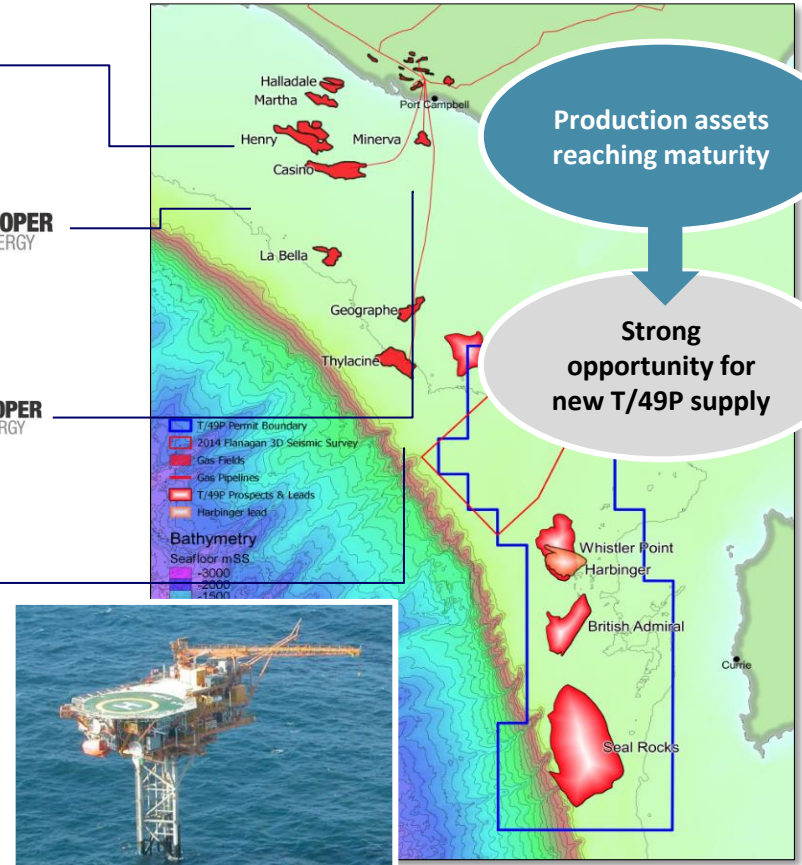 Halladale
Martha
Port Campbell
Henry
Minerva
Casino
Production assets
reaching maturity
OPER
ERGY
La Bella
Geographe
Thylacine
Strong
opportunity for
new T/49P supply
OPER
RGY
T/49P Permit Boundary
2014 Flanagan 3D Seismic Survey
Gas Fields
Gas Pipelines
T/49P Prospects & Leads
Harbinger lead
Bathymetry
Seafloor mSS
-3000
-2000
-1500
Whistler Point
Harbinger
British Admiral
Currie
Seal Rocks
H